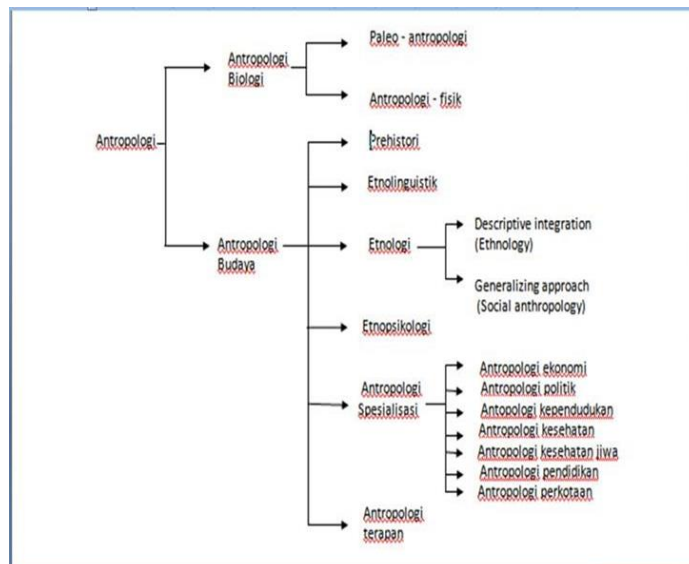 Paleo - antropologi
Antropologi
Biologi
Antropologi - fisik
Antropologi
Prehistori
Etnolinguistik
Antropologi
Budaya
Etnologi
Descriptive integration
(Ethnology)
Generalizing approach
(Social anthropology)
Etnopsikologi
Antropologi
Spesialisasi
Antropologi ekonomi
Antropologi politik
Antopologi kependudukan
Antropologi kesehatan
Antropologi kesehatan jiwa
Antropologi pendidikan
Antropologi perkotaan
Antropologi
terapan